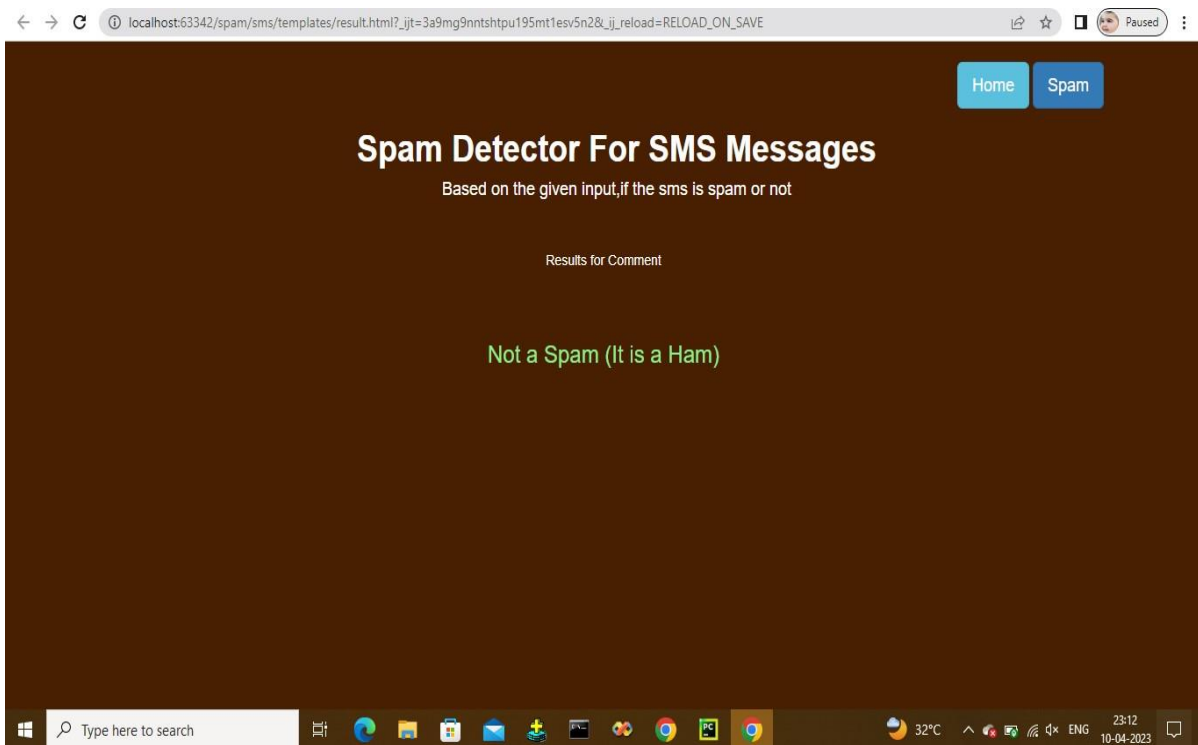 localhost:63342/spam/sms/templates/result.html?_ijt=3a9mg9nntshtpu195mt1esv5n2&_ij_reload=RELOAD_ON_SAVE
Paused
Home Spam
Spam Detector For SMS Messages
Based on the given input,if the sms is spam or not
Results for Comment
Not a Spam (It is a Ham)
Type here to search
32°C
ENG
23:12
10-04-2023